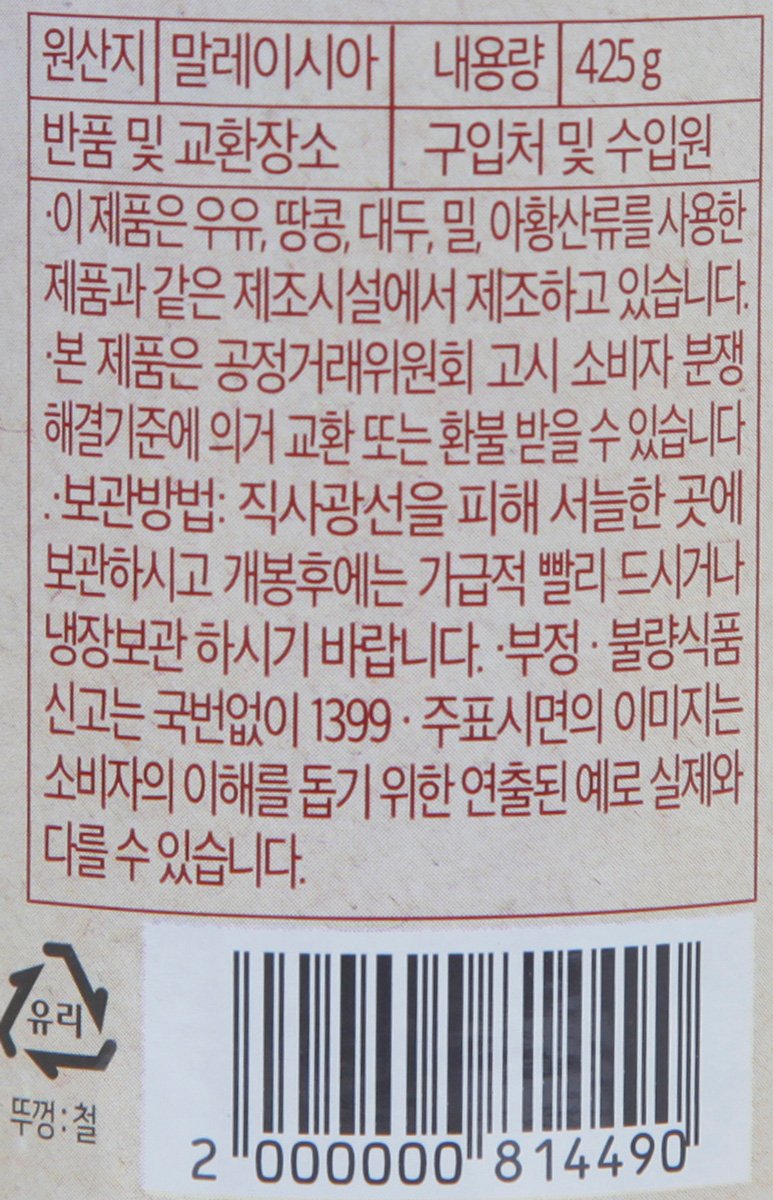 원산지 말레이시아 내용량 425g
반품 및 교환장소 구입처 및 수입원
·이 제품은 우유, 땅콩, 대두, 밀, 아황산류를 사용한
제품과 같은 제조시설에서 제조하고 있습니다.
·본 제품은 공정거래위원회 고시 소비자 분쟁
해결기준에 의거 교환 또는 환불 받을 수 있습니다
.·보관방법: 직사광선을 피해 서늘한 곳에
보관하시고 개봉후에는 가급적 빨리 드시거나
냉장보관 하시기 바랍니다. ·부정·불량식품
신고는 국번없이 1399 · 주표시면의 이미지는
소비자의 이해를 돕기 위한 연출된 예로 실제와
다를 수 있습니다.
유리
뚜껑:철
2 000000 814490